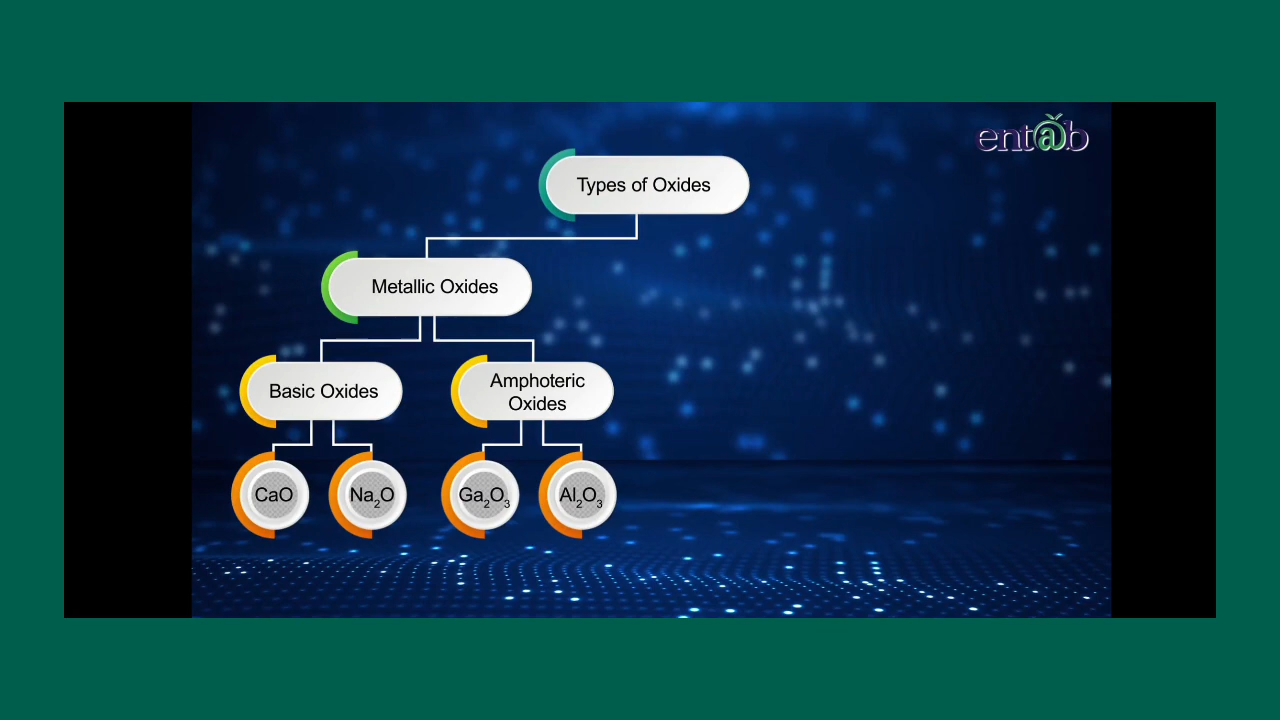 entab
Types of Oxides
Metallic Oxides
Basic Oxides
Amphoteric
Oxides
CaO
Na₂O
Ga₂O₃
Al₂O₃